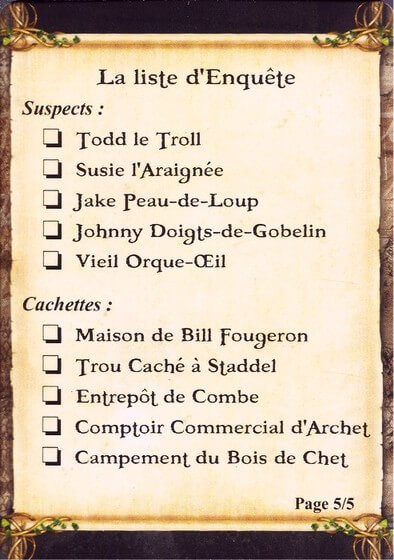 La liste d'Enquête
Suspects :
Todd le Troll
Susie l'Araignée
Jake Peau-de-Loup
Johnny Doigts-de-Gobelin
Vieil Orque-Œil
Cachettes :
Maison de Bill Fougeron
Trou Caché à Staddel
Entrepôt de Combe
Comptoir Commercial d'Archet
Campement du Bois de Chet
Page 5/5